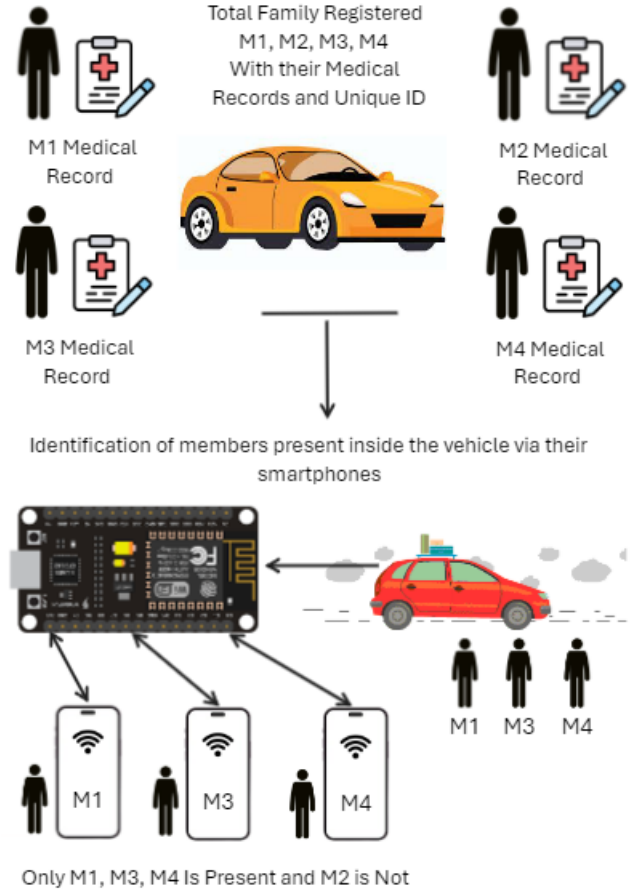 Total Family Registered
M1, M2, M3, M4
With their Medical
Records and Unique ID
M1 Medical
Record
M2 Medical
Record
M3 Medical
Record
M4 Medical
Record
Identification of members present inside the vehicle via their
smartphones
M1 M3 M4
M1
M3
M4
Only M1, M3, M4 Is Present and M2 is Not